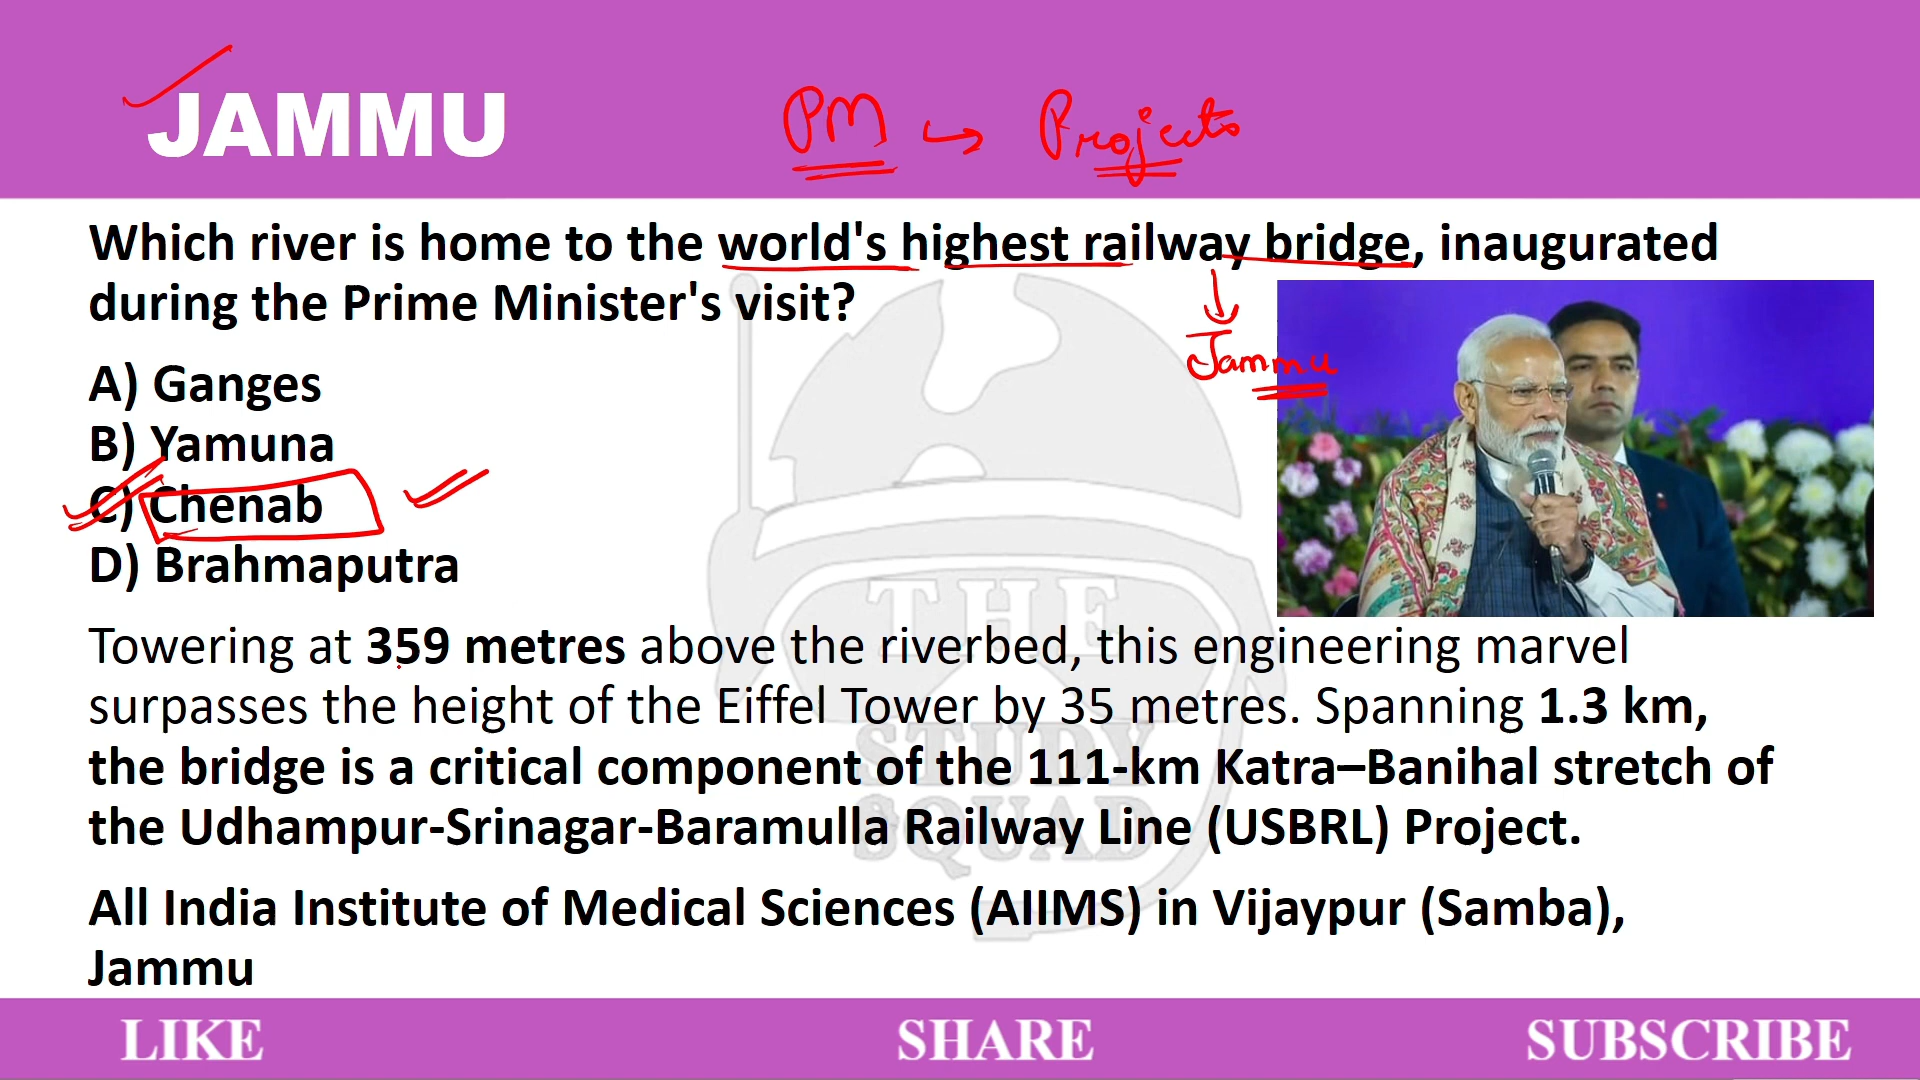 JAMMU
PM → Projects
Which river is home to the world's highest railway bridge, inaugurated
during the Prime Minister's visit?
Jammu
A) Ganges
B) Yamuna
C) Chenab
D) Brahmaputra
Towering at 359 metres above the riverbed, this engineering marvel
surpasses the height of the Eiffel Tower by 35 metres. Spanning 1.3 km,
the bridge is a critical component of the 111-km Katra–Banihal stretch of
the Udhampur-Srinagar-Baramulla Railway Line (USBRL) Project.
All India Institute of Medical Sciences (AIIMS) in Vijaypur (Samba),
Jammu
THE
STUDY
SQUAD
LIKE SHARE SUBSCRIBE